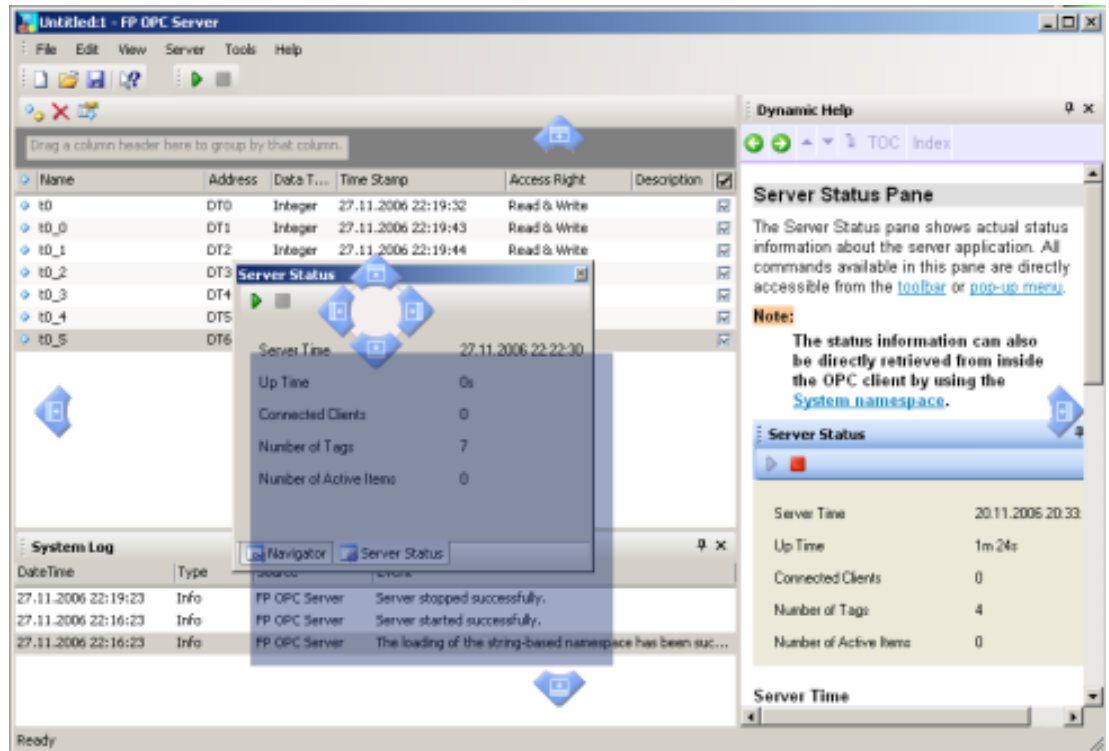 Untitled:1 - FP OPC Server
File Edit View Server Tools Help
Drag a column header here to group by that column.
Name Address Data T... Time Stamp Access Right Description
t0 DT0 Integer 27.11.2006 22:19:32 Read & Write
t0_0 DT1 Integer 27.11.2006 22:19:43 Read & Write
t0_1 DT2 Integer 27.11.2006 22:19:44 Read & Write
t0_2 DT3
t0_3 DT4
t0_4 DT5
t0_5 DT6
Server Status
Server Time 27.11.2006 22:22:30
Up Time 0s
Connected Clients 0
Number of Tags 7
Number of Active Items 0
Navigator Server Status
System Log
DateTime Type Source Event
27.11.2006 22:19:23 Info FP OPC Server Server stopped successfully.
27.11.2006 22:16:23 Info FP OPC Server Server started successfully.
27.11.2006 22:16:23 Info FP OPC Server The loading of the string-based namespace has been suc...
Ready
Dynamic Help
TOC Index
Server Status Pane
The Server Status pane shows actual status
information about the server application. All
commands available in this pane are directly
accessible from the toolbar or pop-up menu.
Note:
The status information can also
be directly retrieved from inside
the OPC client by using the
System namespace.
Server Status
Server Time 20.11.2006 20:33:
Up Time 1m 24s
Connected Clients 0
Number of Tags 4
Number of Active Items 0
Server Time